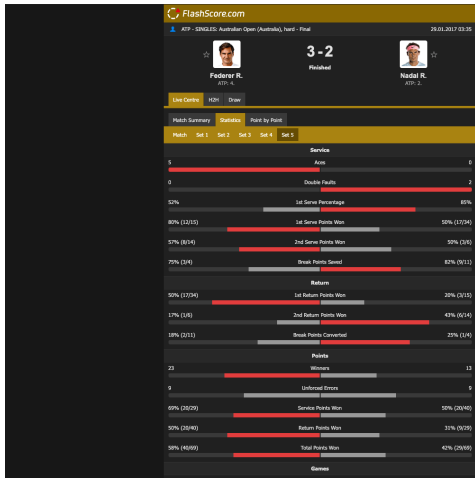 FlashScore.com
ATP - SINGLES: Australian Open (Australia), hard - Final 29.01.2017 03:35
3 - 2
Finished
Federer R. Nadal R.
ATP: 4. ATP: 2.
Live Centre H2H Draw
Match Summary Statistics Point by Point
Match Set 1 Set 2 Set 3 Set 4 Set 5
Service
5 Aces 0
0 Double Faults 2
52% 1st Serve Percentage 85%
80% (12/15) 1st Serve Points Won 50% (17/34)
57% (8/14) 2nd Serve Points Won 50% (3/6)
75% (3/4) Break Points Saved 82% (9/11)
Return
50% (17/34) 1st Return Points Won 20% (3/15)
17% (1/6) 2nd Return Points Won 43% (6/14)
18% (2/11) Break Points Converted 25% (1/4)
Points
23 Winners 13
9 Unforced Errors 9
69% (20/29) Service Points Won 50% (20/40)
50% (20/40) Return Points Won 31% (9/29)
58% (40/69) Total Points Won 42% (29/69)
Games